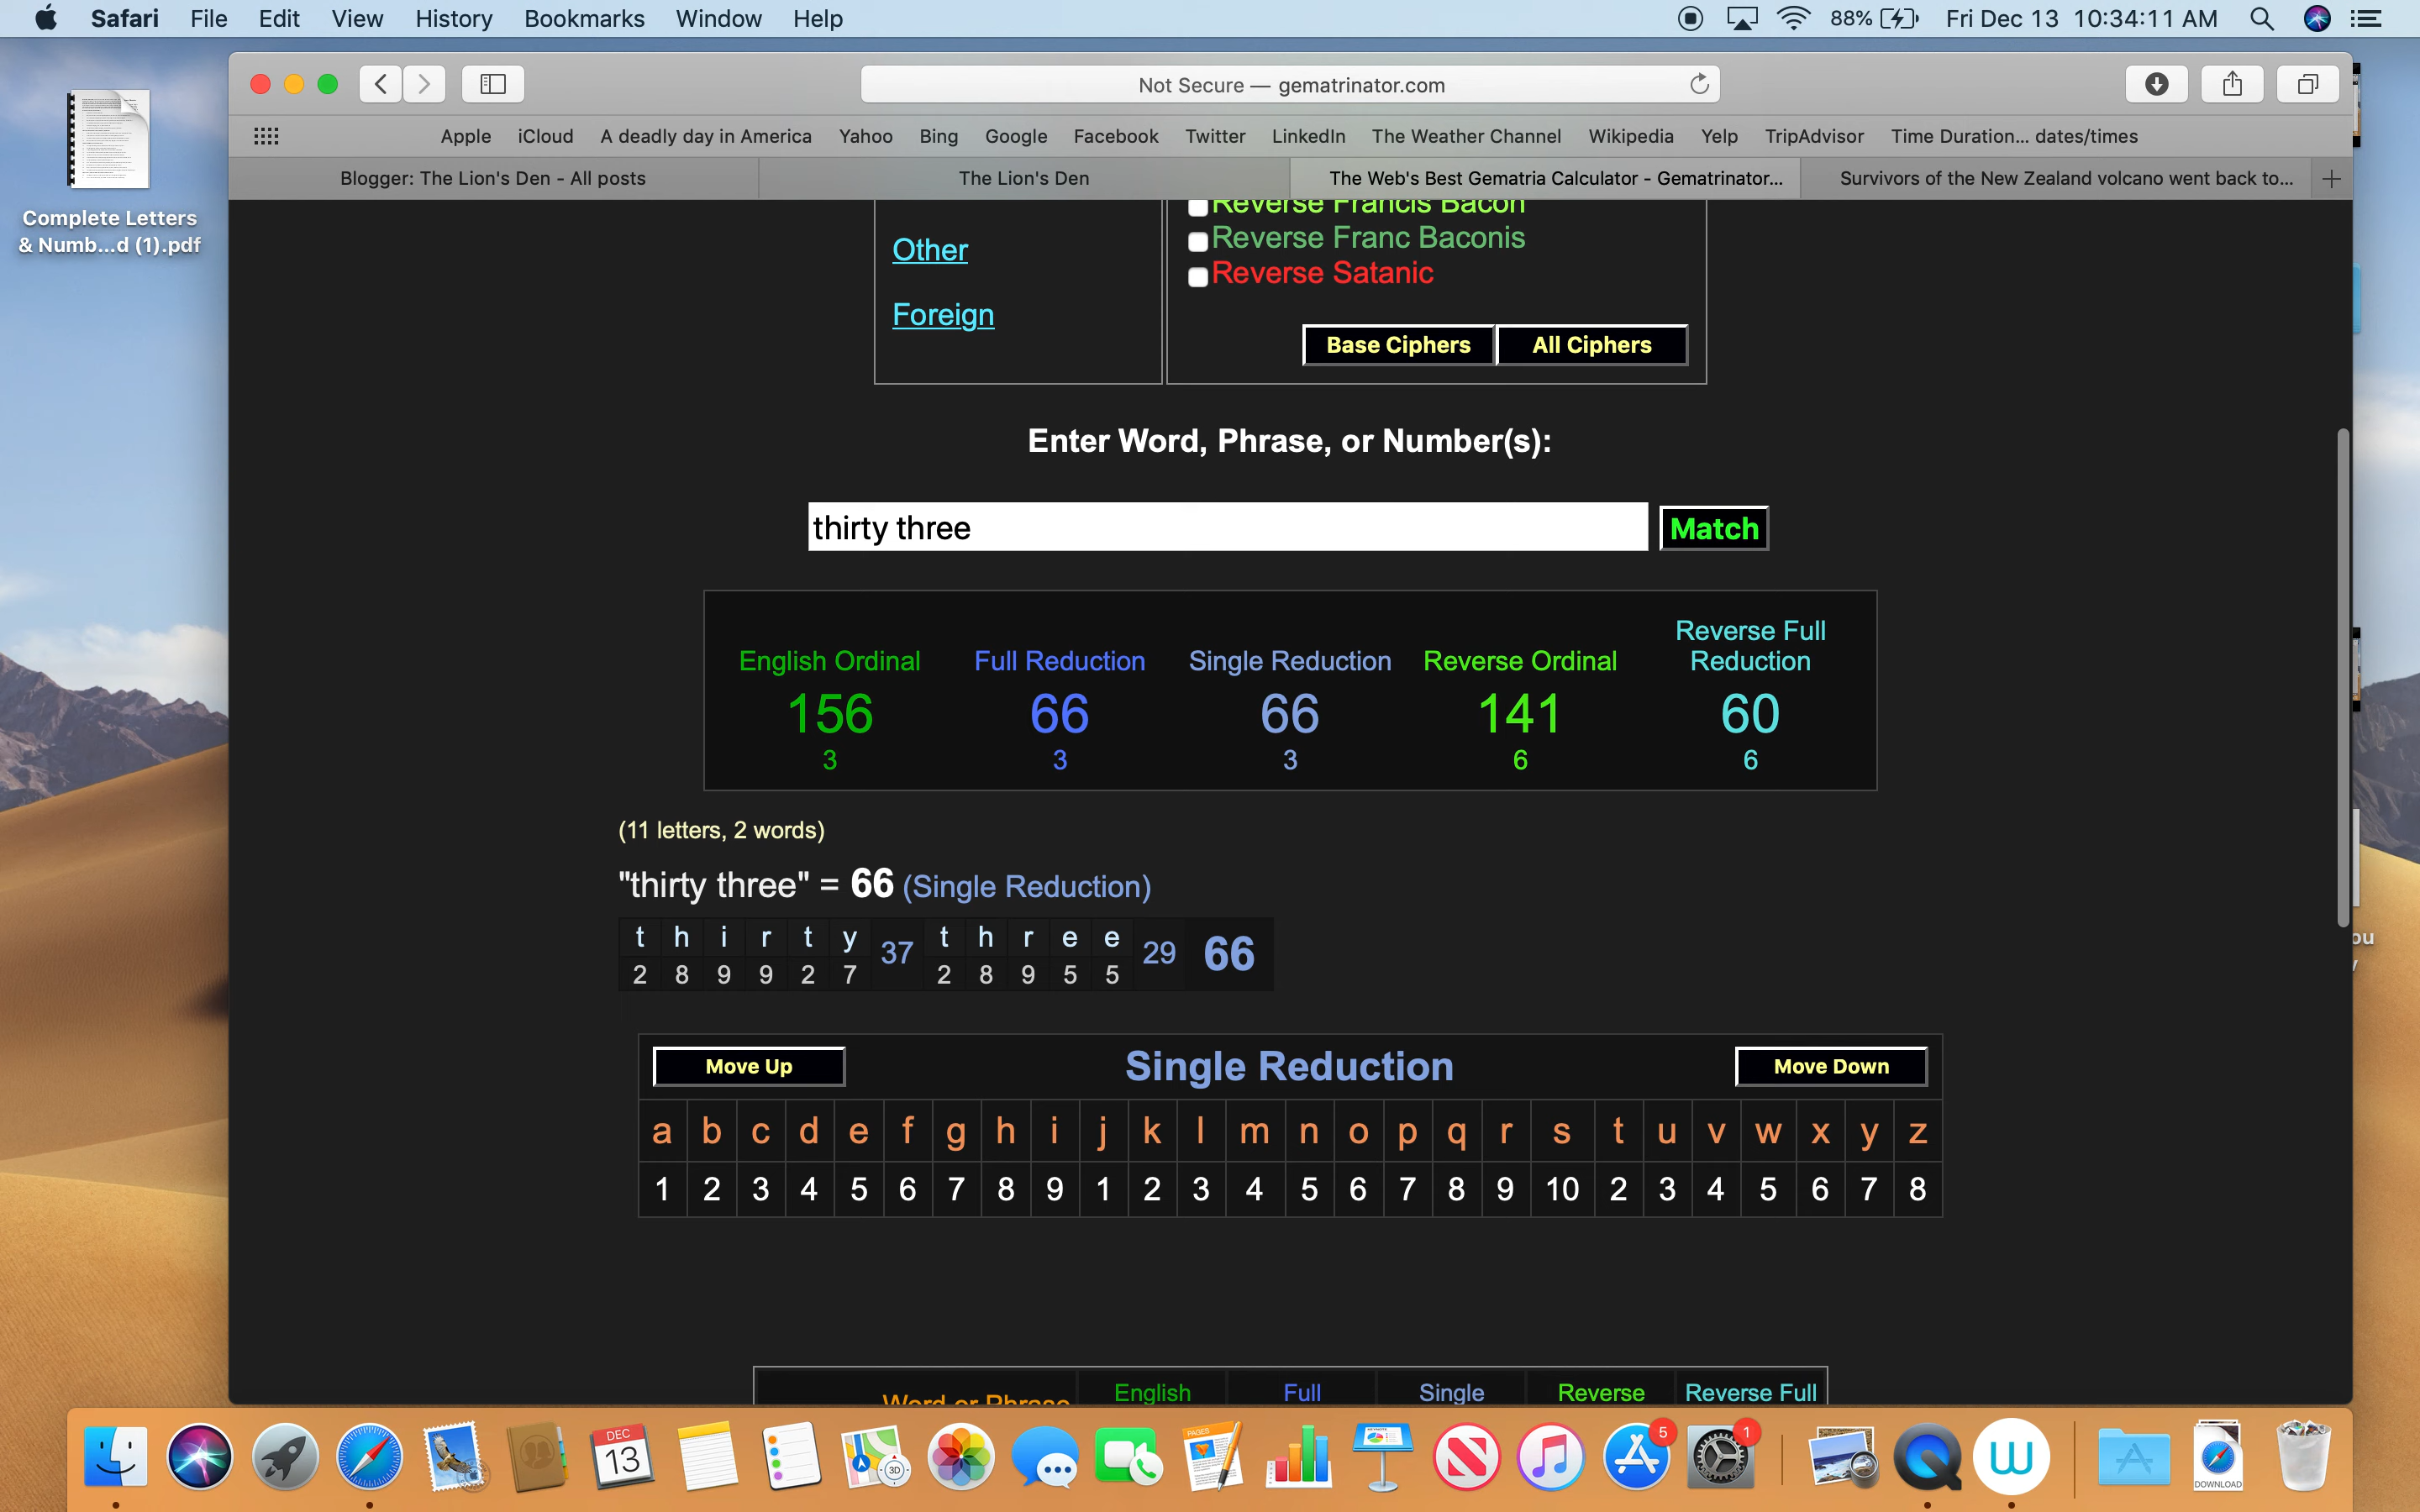 Safari File Edit View History Bookmarks Window Help 88% Fri Dec 13 10:34:11 AM
Not Secure — gematrinator.com
Apple iCloud A deadly day in America Yahoo Bing Google Facebook Twitter LinkedIn The Weather Channel Wikipedia Yelp TripAdvisor Time Duration... dates/times
Blogger: The Lion's Den - All posts The Lion's Den The Web's Best Gematria Calculator - Gematrinator... Survivors of the New Zealand volcano went back to...
Complete Letters
& Numb...d (1).pdf
Reverse Francis Bacon
Other
Reverse Franc Baconis
Reverse Satanic
Foreign
Base Ciphers All Ciphers
Enter Word, Phrase, or Number(s):
thirty three Match
English Ordinal Full Reduction Single Reduction Reverse Ordinal Reverse Full Reduction
156 66 66 141 60
3 3 3 6 6
(11 letters, 2 words)
"thirty three" = 66 (Single Reduction)
t h i r t y 37 t h r e e 29 66
2 8 9 9 2 7 2 8 9 5 5
Move Up Single Reduction Move Down
a b c d e f g h i j k l m n o p q r s t u v w x y z
1 2 3 4 5 6 7 8 9 1 2 3 4 5 6 7 8 9 10 2 3 4 5 6 7 8
Word or Phrase English Full Single Reverse Reverse Full
ou
DEC
13
3D
PAGES
5
1
DOWNLOAD